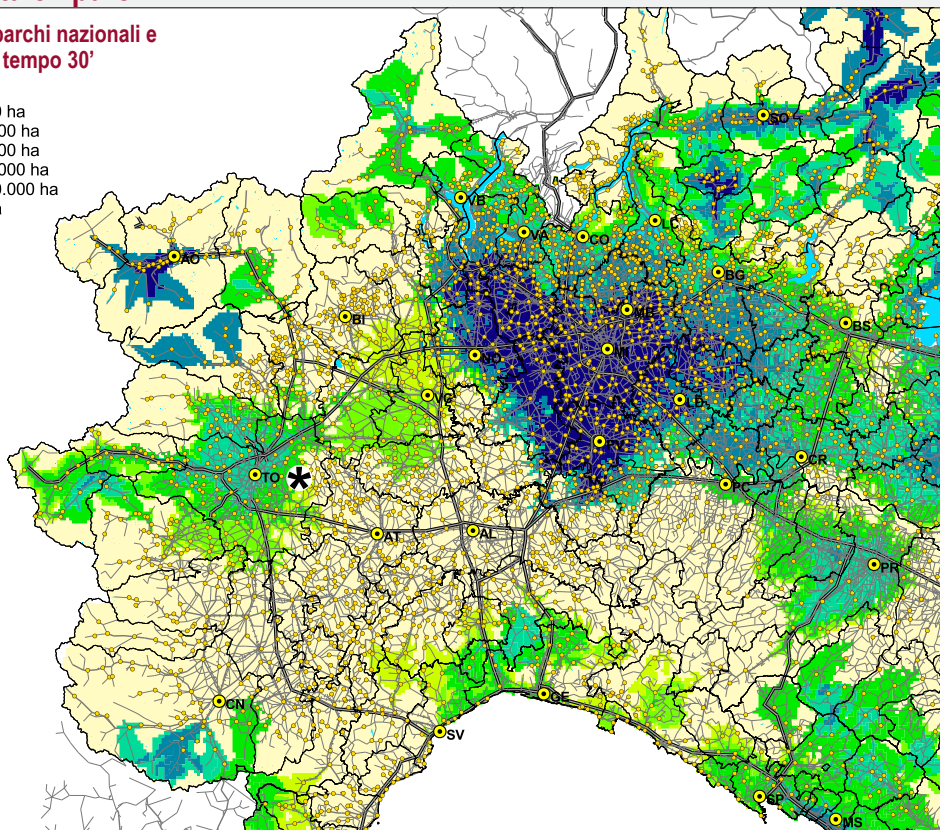 parchi nazionali e
tempo 30'
0 ha
00 ha
00 ha
000 ha
0.000 ha
SO
VB
VA
CO
AO
BG
BI
MB
BS
NO
MI
VC
LO
CR
TO *
PC
AT
AL
PR
CN
GE
SV
SP
MS